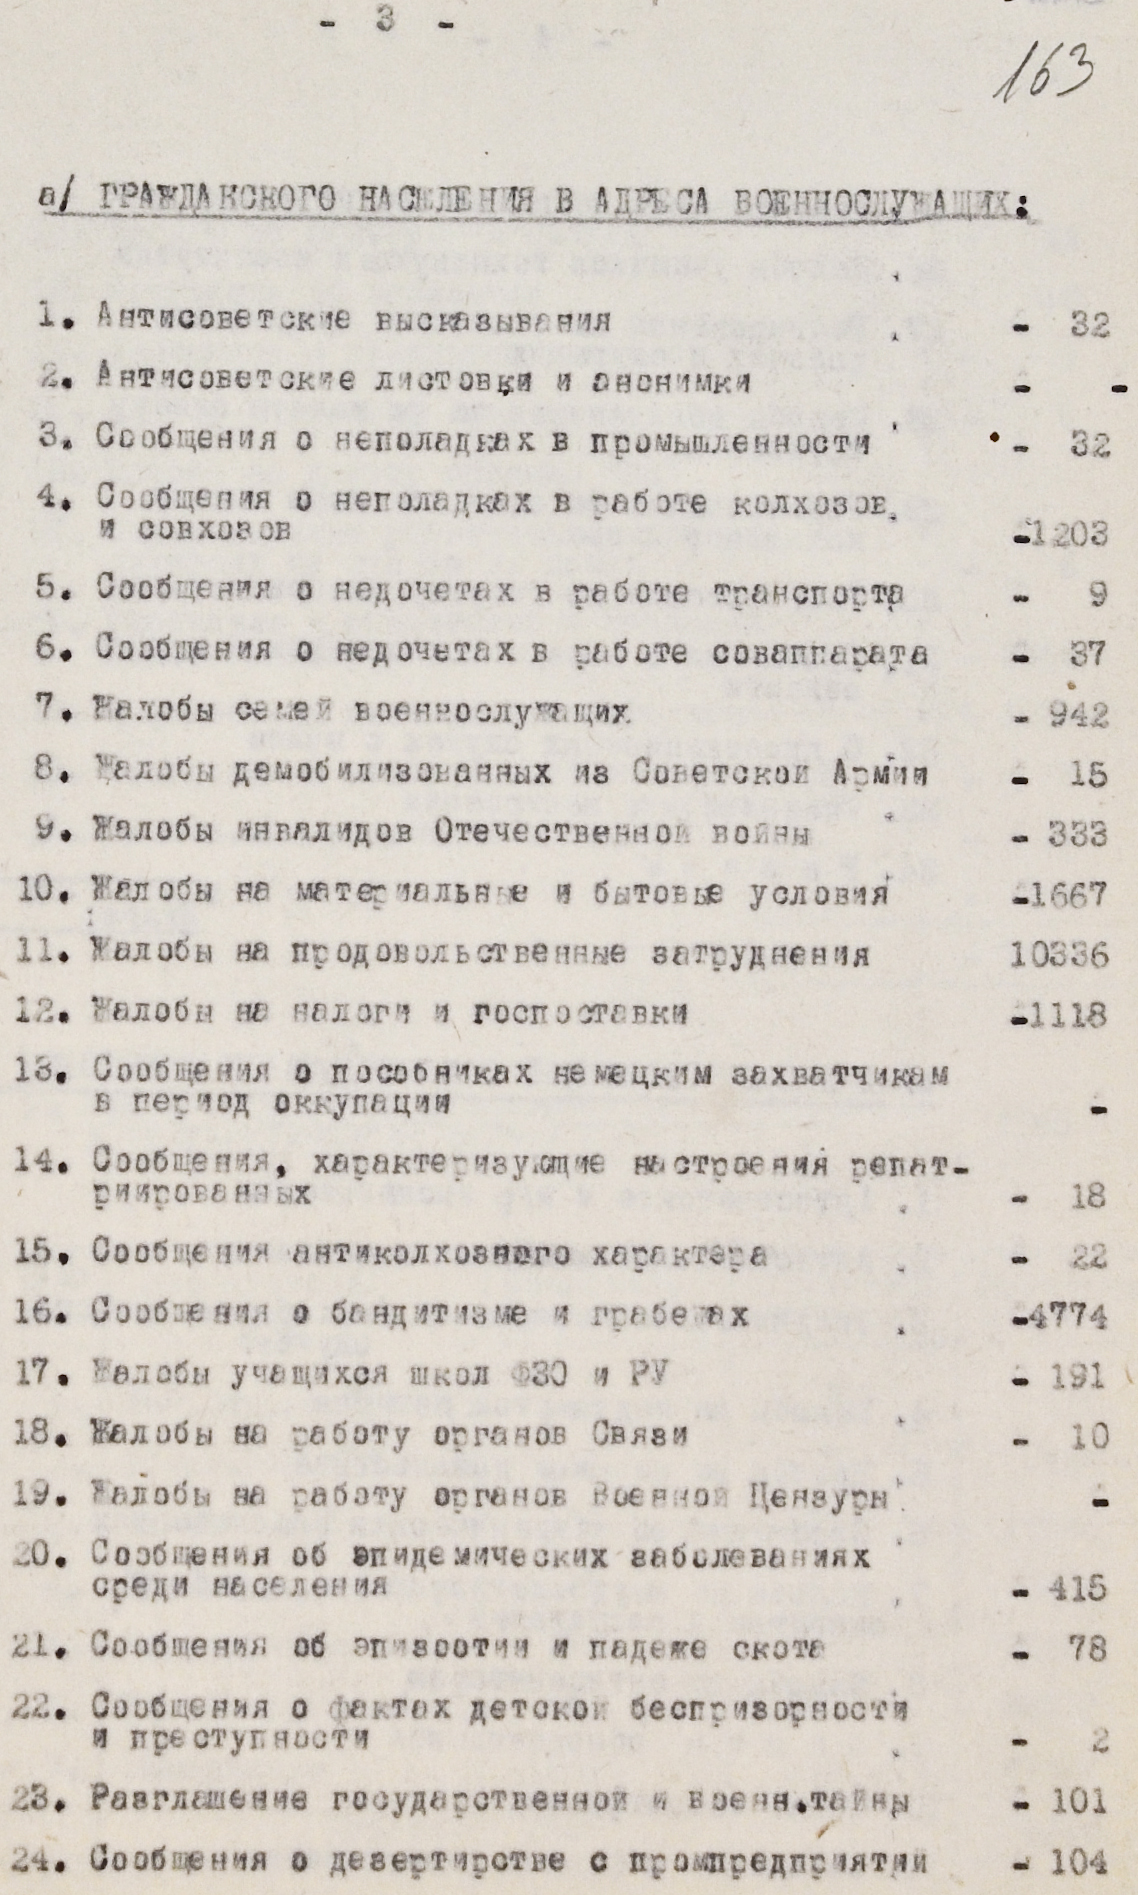 - 3 -
163
а/ ГРАЖДАНСКОГО НАСЕЛЕНИЯ В АДРЕСА ВОЕННОСЛУЖАЩИХ:
1. Антисоветские высказывания - 32
2. Антисоветские листовки и анонимки - -
3. Сообщения о неполадках в промышленности - 32
4. Сообщения о неполадках в работе колхозов
и совхозов -1203
5. Сообщения о недочетах в работе транспорта - 9
6. Сообщения о недочетах в работе соваппарата - 37
7. Жалобы семей военнослужащих - 942
8. Жалобы демобилизованных из Советской Армии - 15
9. Жалобы инвалидов Отечественной войны - 333
10. Жалобы на материальные и бытовые условия -1667
11. Жалобы на продовольственные затруднения 10336
12. Жалобы на налоги и госпоставки -1118
13. Сообщения о пособниках немецким захватчикам
в период оккупации -
14. Сообщения, характеризующие настроения репат-
риированных - 18
15. Сообщения антиколхозного характера - 22
16. Сообщения о бандитизме и грабежах -4774
17. Жалобы учащихся школ ФЗО и РУ - 191
18. Жалобы на работу органов Связи - 10
19. Жалобы на работу органов Военной Цензуры -
20. Сообщения об эпидемических заболеваниях
среди населения - 415
21. Сообщения об эпизоотии и падеже скота - 78
22. Сообщения о фактах детской беспризорности
и преступности - 2
23. Разглашение государственной и военн.тайны - 101
24. Сообщения о дезертирстве с промпредприятий - 104